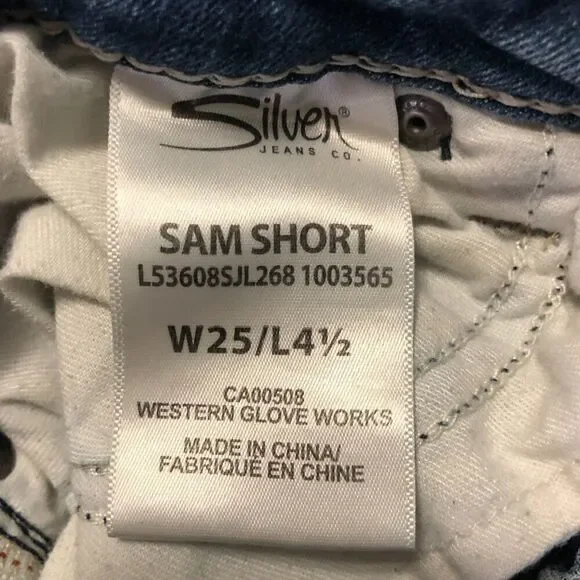 Silver®
JEANS CO.
SAM SHORT
L53608SJL268 1003565
W25/L4½
CA00508
WESTERN GLOVE WORKS
MADE IN CHINA/
FABRIQUÉ EN CHINE